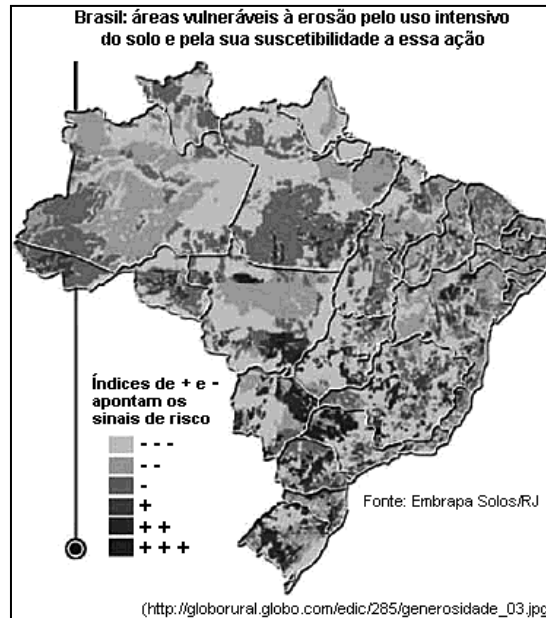 Brasil: áreas vulneráveis à erosão pelo uso intensivo
do solo e pela sua suscetibilidade a essa ação
Índices de + e -
apontam os
sinais de risco
- - -
- -
-
+
+ +
+ + +
Fonte: Embrapa Solos/RJ
(http://globorural.globo.com/edic/285/generosidade_03.jpg